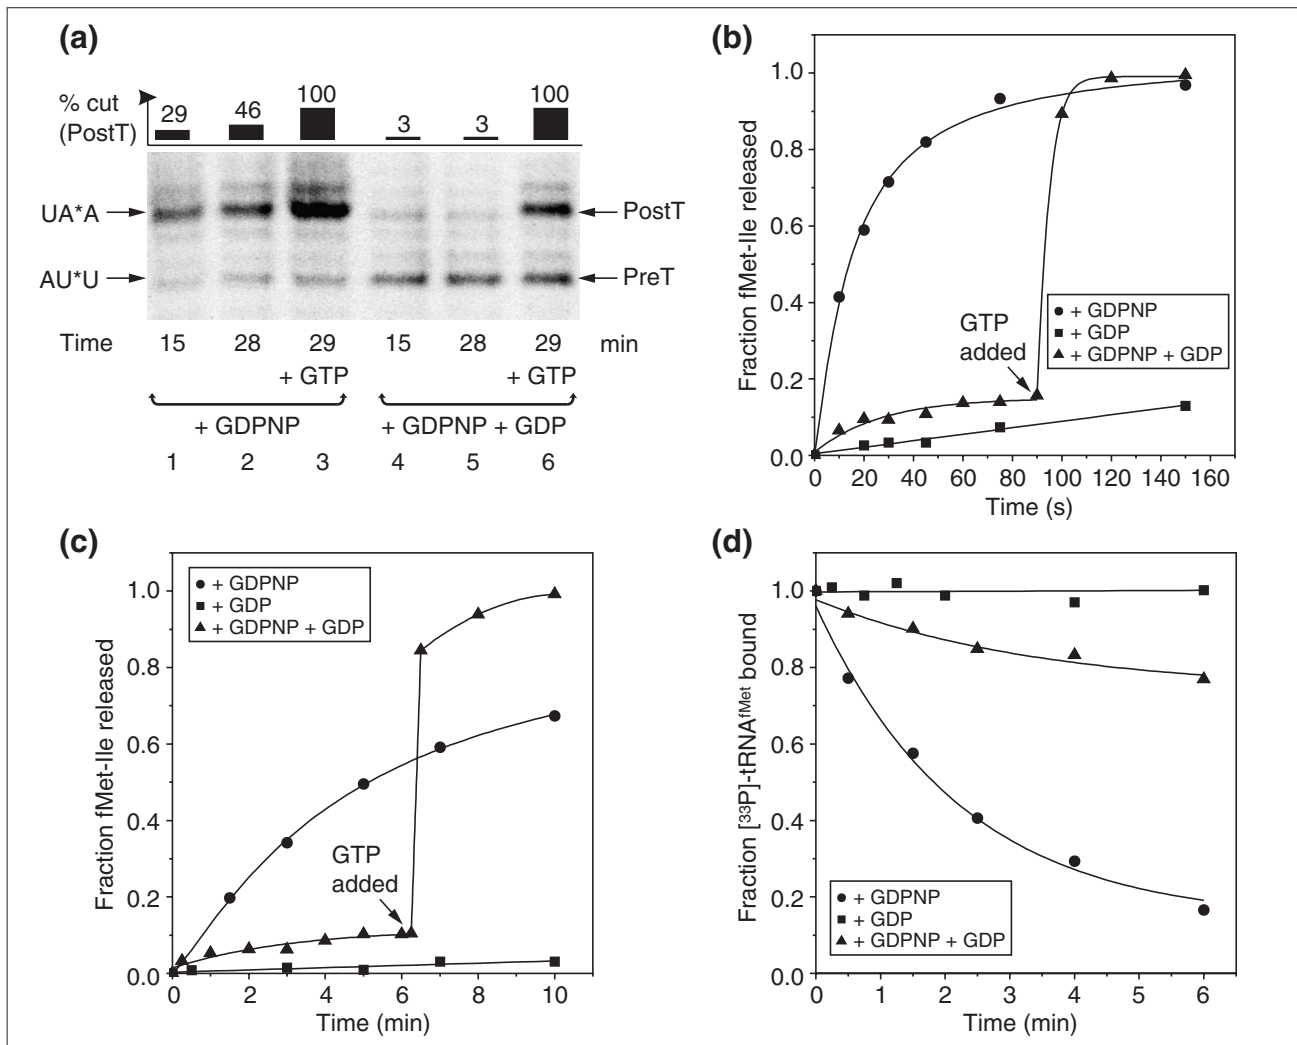 (a)
% cut
(PostT)
29 46 100 3 3 100
UA*A PostT
AU*U PreT
Time 15 28 29 15 28 29 min
+ GTP + GTP
+ GDPNP + GDPNP + GDP
1 2 3 4 5 6
(b)
Fraction fMet-Ile released
1.0
0.8
0.6
0.4
0.2
0.0
GTP
added
+ GDPNP
+ GDP
+ GDPNP + GDP
0 20 40 60 80 100 120 140 160
Time (s)
(c)
Fraction fMet-Ile released
1.0
0.8
0.6
0.4
0.2
0.0
+ GDPNP
+ GDP
+ GDPNP + GDP
GTP
added
0 2 4 6 8 10
Time (min)
(d)
Fraction [33P]-tRNAfMet bound
1.0
0.8
0.6
0.4
0.2
0.0
+ GDPNP
+ GDP
+ GDPNP + GDP
0 1 2 3 4 5 6
Time (min)